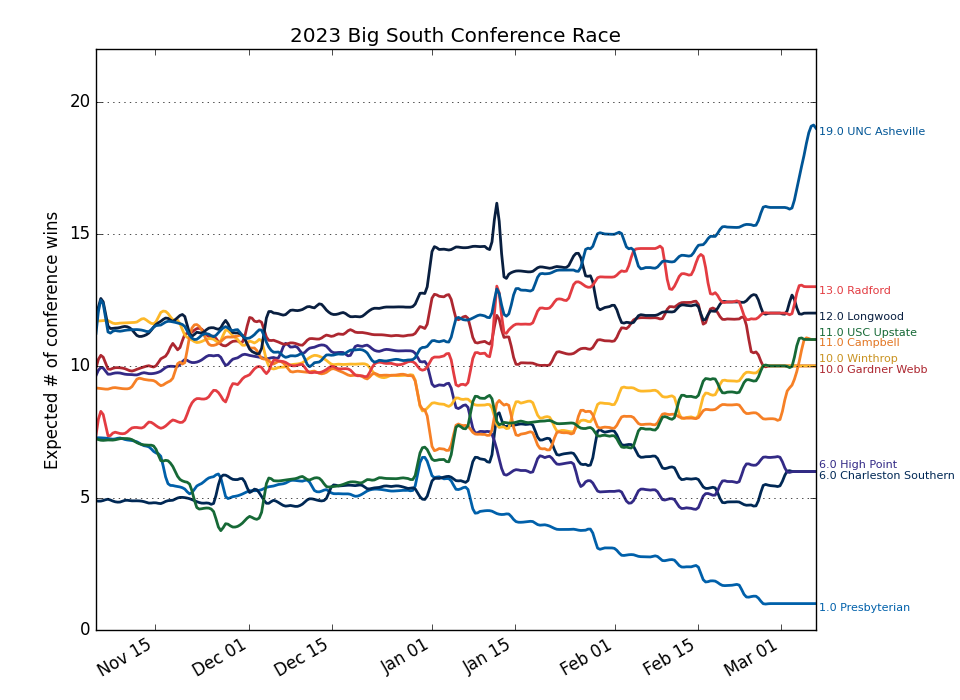 2023 Big South Conference Race
Expected # of conference wins
20
15
10
5
0
19.0 UNC Asheville
13.0 Radford
12.0 Longwood
11.0 USC Upstate
11.0 Campbell
10.0 Winthrop
10.0 Gardner Webb
6.0 High Point
6.0 Charleston Southern
1.0 Presbyterian
Nov 15
Dec 01
Dec 15
Jan 01
Jan 15
Feb 01
Feb 15
Mar 01